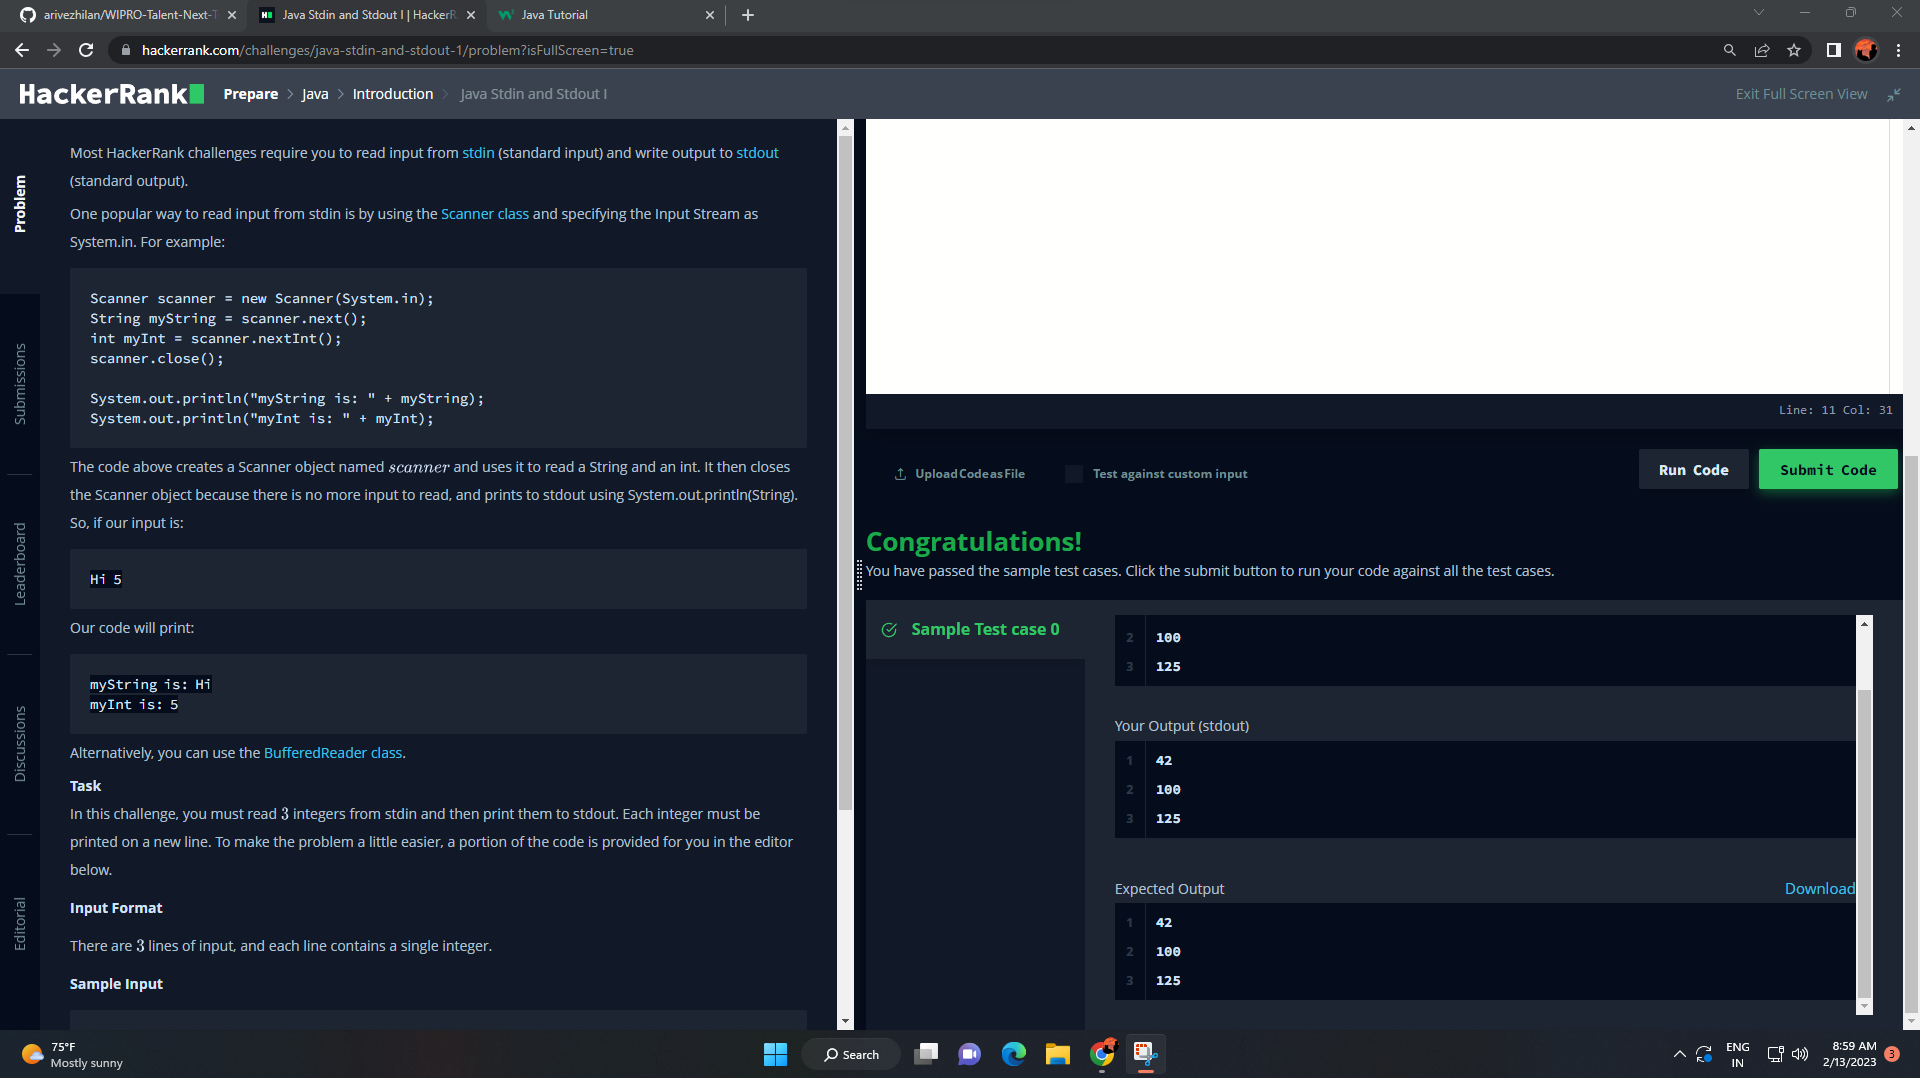 arivezhilan/WIPRO-Talent-Next-T
Java Stdin and Stdout I | HackerR
Java Tutorial
hackerrank.com/challenges/java-stdin-and-stdout-1/problem?isFullScreen=true
HackerRank
Prepare > Java > Introduction > Java Stdin and Stdout I
Exit Full Screen View
Problem
Submissions
Leaderboard
Discussions
Editorial
Most HackerRank challenges require you to read input from stdin (standard input) and write output to stdout
(standard output).
One popular way to read input from stdin is by using the Scanner class and specifying the Input Stream as
System.in. For example:
Scanner scanner = new Scanner(System.in);
String myString = scanner.next();
int myInt = scanner.nextInt();
scanner.close();
System.out.println("myString is: " + myString);
System.out.println("myInt is: " + myInt);
The code above creates a Scanner object named scanner and uses it to read a String and an int. It then closes
the Scanner object because there is no more input to read, and prints to stdout using System.out.println(String).
So, if our input is:
Hi 5
Our code will print:
myString is: Hi
myInt is: 5
Alternatively, you can use the BufferedReader class.
Task
In this challenge, you must read 3 integers from stdin and then print them to stdout. Each integer must be
printed on a new line. To make the problem a little easier, a portion of the code is provided for you in the editor
below.
Input Format
There are 3 lines of input, and each line contains a single integer.
Sample Input
Line: 11 Col: 31
Upload Code as File
Test against custom input
Run Code
Submit Code
Congratulations!
You have passed the sample test cases. Click the submit button to run your code against all the test cases.
Sample Test case 0
2 100
3 125
Your Output (stdout)
1 42
2 100
3 125
Expected Output
Download
1 42
2 100
3 125
75°F
Mostly sunny
Search
ENG
IN
8:59 AM
2/13/2023
3